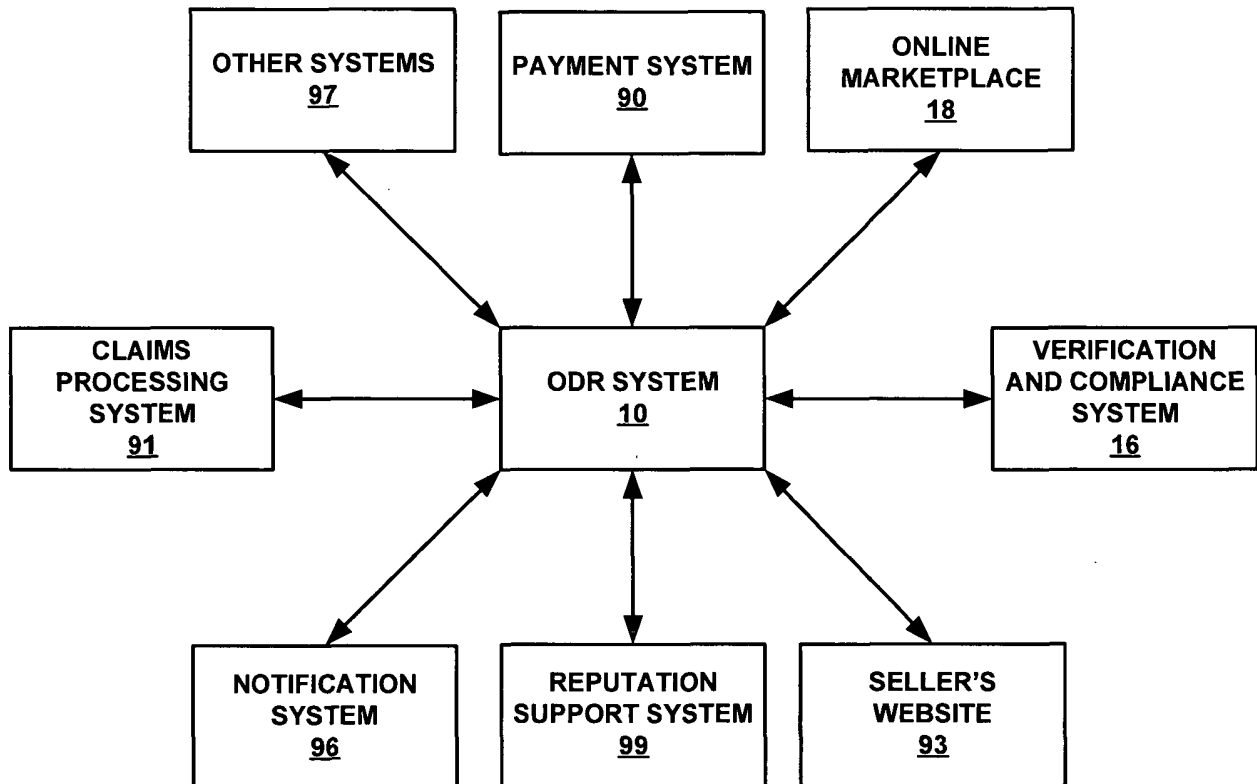 OTHER SYSTEMS
97
PAYMENT SYSTEM
90
ONLINE
MARKETPLACE
18
CLAIMS
PROCESSING
SYSTEM
91
ODR SYSTEM
10
VERIFICATION
AND COMPLIANCE
SYSTEM
16
NOTIFICATION
SYSTEM
96
REPUTATION
SUPPORT SYSTEM
99
SELLER'S
WEBSITE
93